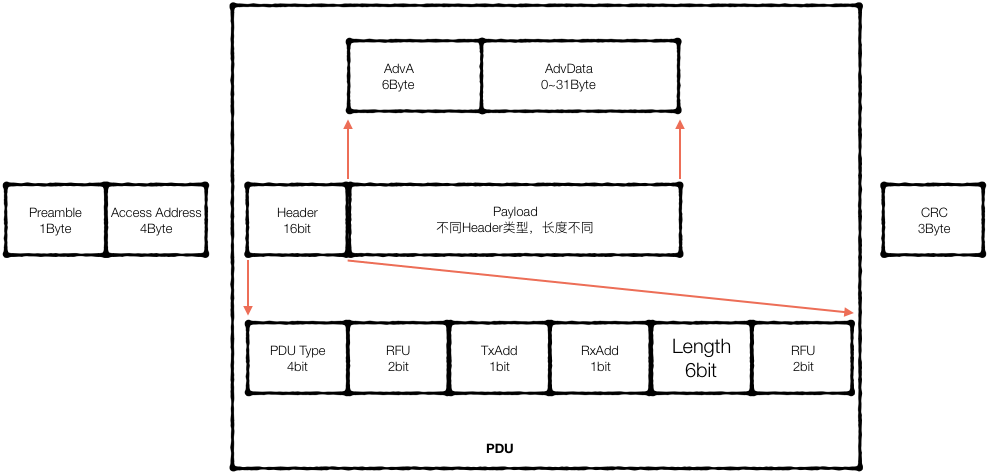 AdvA
6Byte
AdvData
0~31Byte
Preamble
1Byte
Access Address
4Byte
Header
16bit
Payload
不同Header类型，长度不同
CRC
3Byte
PDU Type
4bit
RFU
2bit
TxAdd
1bit
RxAdd
1bit
Length
6bit
RFU
2bit
PDU